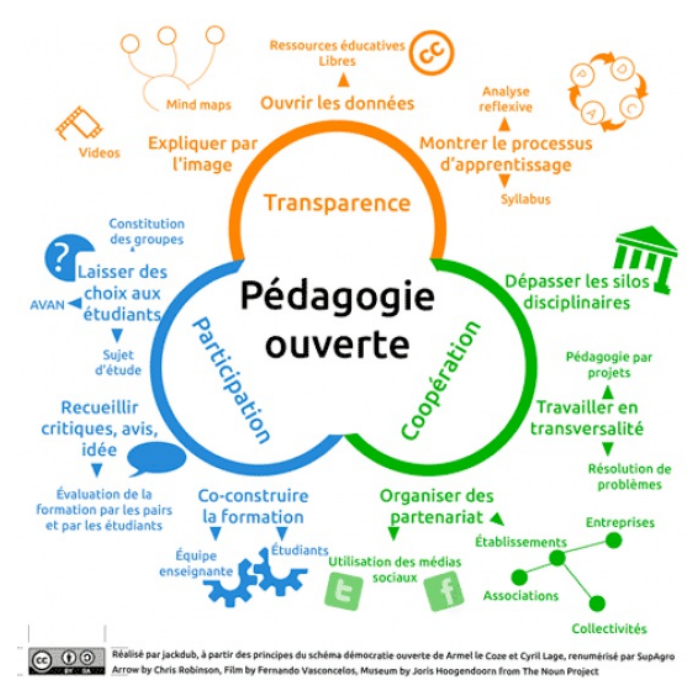 Ressources éducatives
Libres
cc
Mind maps
Ouvrir les données
Analyse
réflexive
P
D
C
A
Videos
Expliquer par
l'image
Montrer le processus
d'apprentissage
Syllabus
Transparence
Constitution
des groupes
?
Laisser des
choix aux
étudiants
AVAN
Sujet
d'étude
Pédagogie
ouverte
Participation
Coopération
Dépasser les silos
disciplinaires
Pédagogie par
projets
Travailler en
transversalité
Résolution de
problèmes
Recueillir
critiques, avis,
idée
Évaluation de la
formation par les pairs
et par les étudiants
Co-construire
la formation
Équipe
enseignante
Étudiants
Organiser des
partenariat
Utilisation des médias
sociaux
t
f
Établissements
Entreprises
Associations
Collectivités
cc
BY SA
Réalisé par jackdub, à partir des principes du schéma démocratie ouverte de Armel le Coze et Cyril Lage, renumérisé par SupAgro
Arrow by Chris Robinson, Film by Fernando Vasconcelos, Museum by Joris Hoogendoorn from The Noun Project